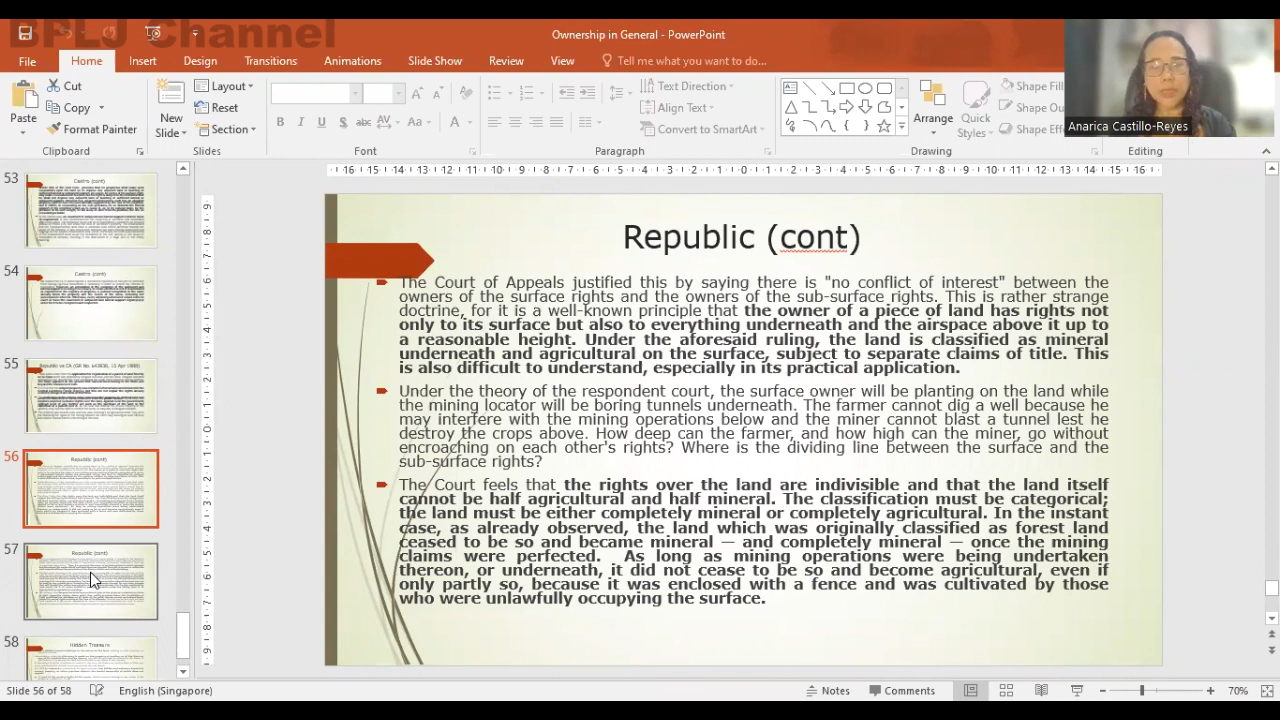 BPLJ Channel
Ownership in General - PowerPoint
File
Home
Insert
Design
Transitions
Animations
Slide Show
Review
View
Tell me what you want to do...
Paste
Cut
Copy
Format Painter
Clipboard
New
Slide
Layout
Reset
Section
Slides
Font
Text Direction
Align Text
Convert to SmartArt
Paragraph
Arrange
Quick
Styles
Shape Fill
Shape Ou
Shape Effe
Drawing
Editing
Anarica Castillo-Reyes
53
Castro (cont)
54
Castro (cont)
55
56
Republic (cont)
57
Republic (cont)
58
Hidden Treasure
Republic (cont)
The Court of Appeals justified this by saying there is "no conflict of interest" between the
owners of the surface rights and the owners of the sub-surface rights. This is rather strange
doctrine, for it is a well-known principle that the owner of a piece of land has rights not
only to its surface but also to everything underneath and the airspace above it up to
a reasonable height. Under the aforesaid ruling, the land is classified as mineral
underneath and agricultural on the surface, subject to separate claims of title. This
is also difficult to understand, especially in its practical application.
Under the theory of the respondent court, the surface owner will be planting on the land while
the mining locator will be boring tunnels underneath. The farmer cannot dig a well because he
may interfere with the mining operations below and the miner cannot blast a tunnel lest he
destroy the crops above. How deep can the farmer, and how high can the miner, go without
encroaching on each other's rights? Where is the dividing line between the surface and the
sub-surface rights?
The Court feels that the rights over the land are indivisible and that the land itself
cannot be half agricultural and half mineral. The classification must be categorical;
the land must be either completely mineral or completely agricultural. In the instant
case, as already observed, the land which was originally classified as forest land
ceased to be so and became mineral — and completely mineral — once the mining
claims were perfected. As long as mining operations were being undertaken
thereon, or underneath, it did not cease to be so and become agricultural, even if
only partly so, because it was enclosed with a fence and was cultivated by those
who were unlawfully occupying the surface.
Slide 56 of 58
English (Singapore)
Notes
Comments
70%